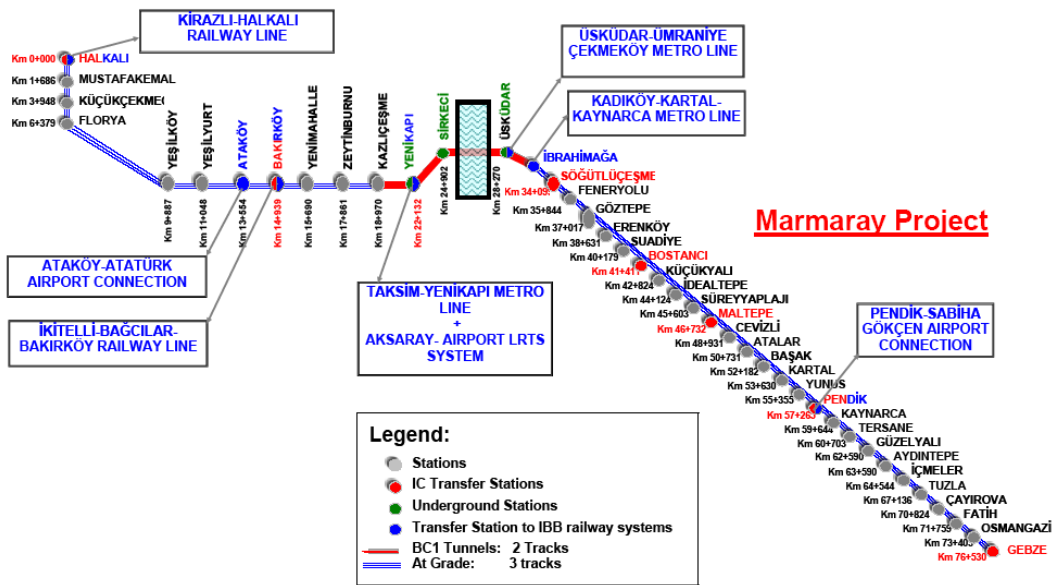 KİRAZLI-HALKALI
RAILWAY LINE
ÜSKÜDAR-ÜMRANİYE
ÇEKMEKÖY METRO LINE
KADIKÖY-KARTAL-
KAYNARCA METRO LINE
Km 0+000 HALKALI
Km 1+686 MUSTAFAKEMAL
Km 3+948 KÜÇÜKÇEKMEC
Km 6+379 FLORYA
YEŞİLKÖY
YEŞİLYURT
ATAKÖY
BAKIRKÖY
YENİMAHALLE
ZEYTİNBURNU
KAZLIÇEŞME
YENİKAPI
SİRKECİ
ÜSKÜDAR
Km 9+887
Km 11+048
Km 13+554
Km 14+939
Km 15+690
Km 17+861
Km 18+970
Km 22+132
Km 24+902
Km 28+270
İBRAHİMAĞA
Km 34+09 SÖĞÜTLÜÇEŞME
Km 35+844 FENERYOLU
Km 37+017 GÖZTEPE
Km 38+631 ERENKÖY
Km 40+179 SUADİYE
Km 41+417 BOSTANCI
Km 42+824 KÜÇÜKYALI
Km 44+124 İDEALTEPE
Km 45+603 SÜREYYAPLAJI
Km 46+732 MALTEPE
Km 48+931 CEVİZLİ
Km 50+731 ATALAR
Km 52+182 BAŞAK
Km 53+630 KARTAL
Km 55+355 YUNUS
Km 57+263 PENDİK
Km 59+644 KAYNARCA
Km 60+703 TERSANE
Km 62+590 GÜZELYALI
Km 63+590 AYDINTEPE
Km 64+544 İÇMELER
Km 67+136 TUZLA
Km 70+824 ÇAYIROVA
Km 71+759 FATİH
Km 73+403 OSMANGAZİ
Km 76+530 GEBZE
Marmaray Project
ATAKÖY-ATATÜRK
AIRPORT CONNECTION
İKİTELLİ-BAĞCILAR-
BAKIRKÖY RAILWAY LINE
TAKSİM-YENİKAPI METRO
LINE
+
AKSARAY- AIRPORT LRTS
SYSTEM
PENDİK-SABİHA
GÖKÇEN AIRPORT
CONNECTION
Legend:
Stations
IC Transfer Stations
Underground Stations
Transfer Station to IBB railway systems
BC1 Tunnels: 2 Tracks
At Grade: 3 tracks